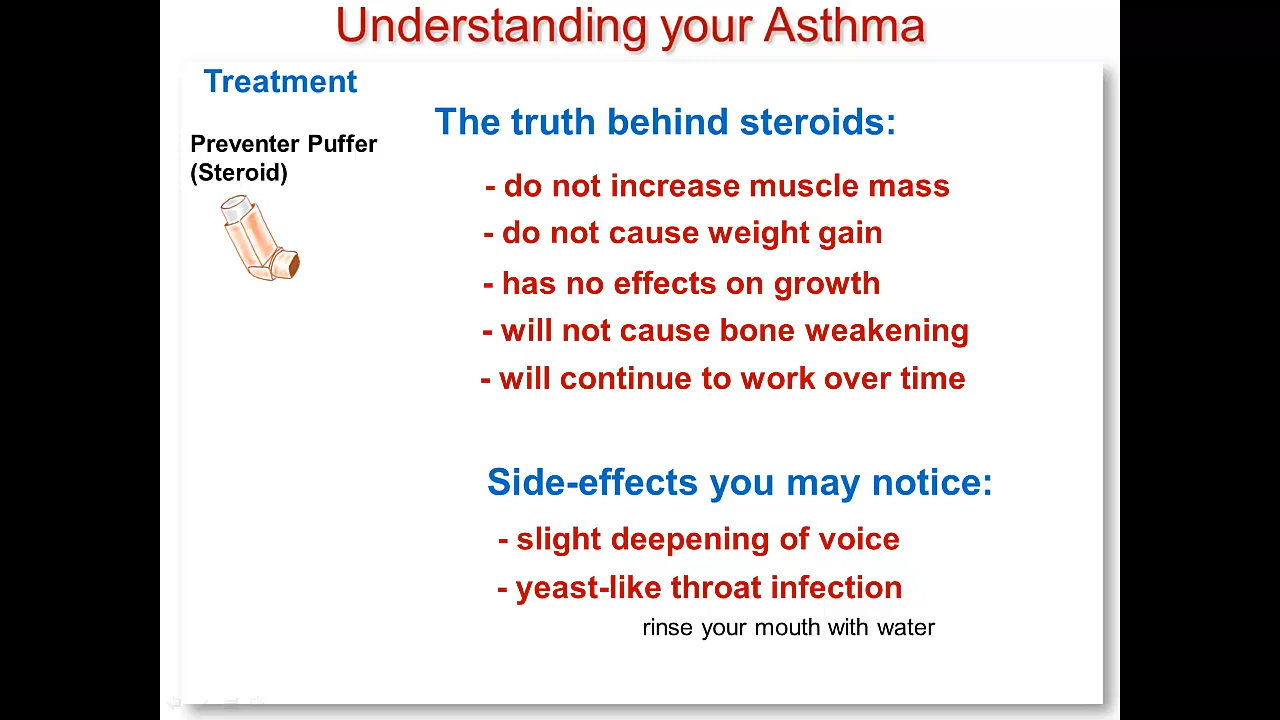 Understanding your Asthma
Treatment
Preventer Puffer
(Steroid)
The truth behind steroids:
- do not increase muscle mass
- do not cause weight gain
- has no effects on growth
- will not cause bone weakening
- will continue to work over time
Side-effects you may notice:
- slight deepening of voice
- yeast-like throat infection
rinse your mouth with water